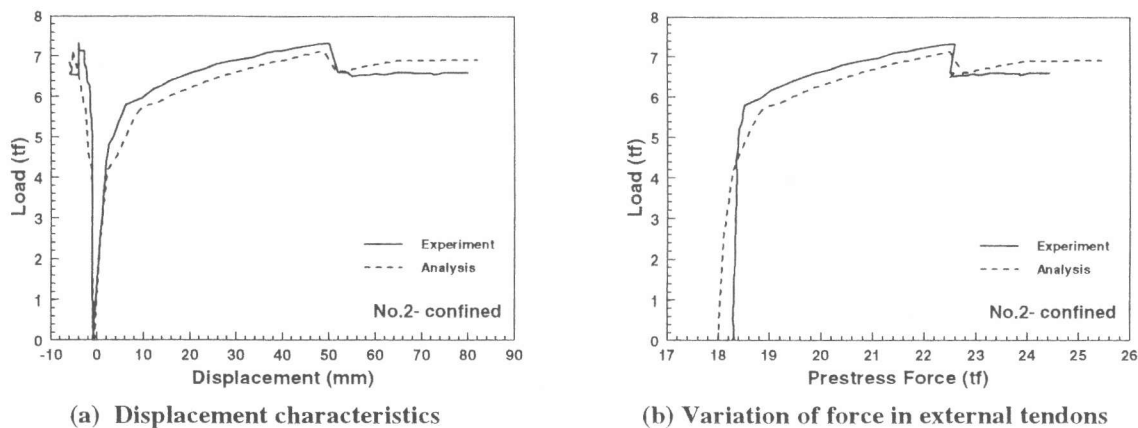 8
7
6
5
4
3
2
1
0
Load (tf)
-10 0 10 20 30 40 50 60 70 80 90
Displacement (mm)
Experiment
Analysis
No.2- confined
(a) Displacement characteristics
8
7
6
5
4
3
2
1
0
Load (tf)
17 18 19 20 21 22 23 24 25 26
Prestress Force (tf)
Experiment
Analysis
No.2- confined
(b) Variation of force in external tendons